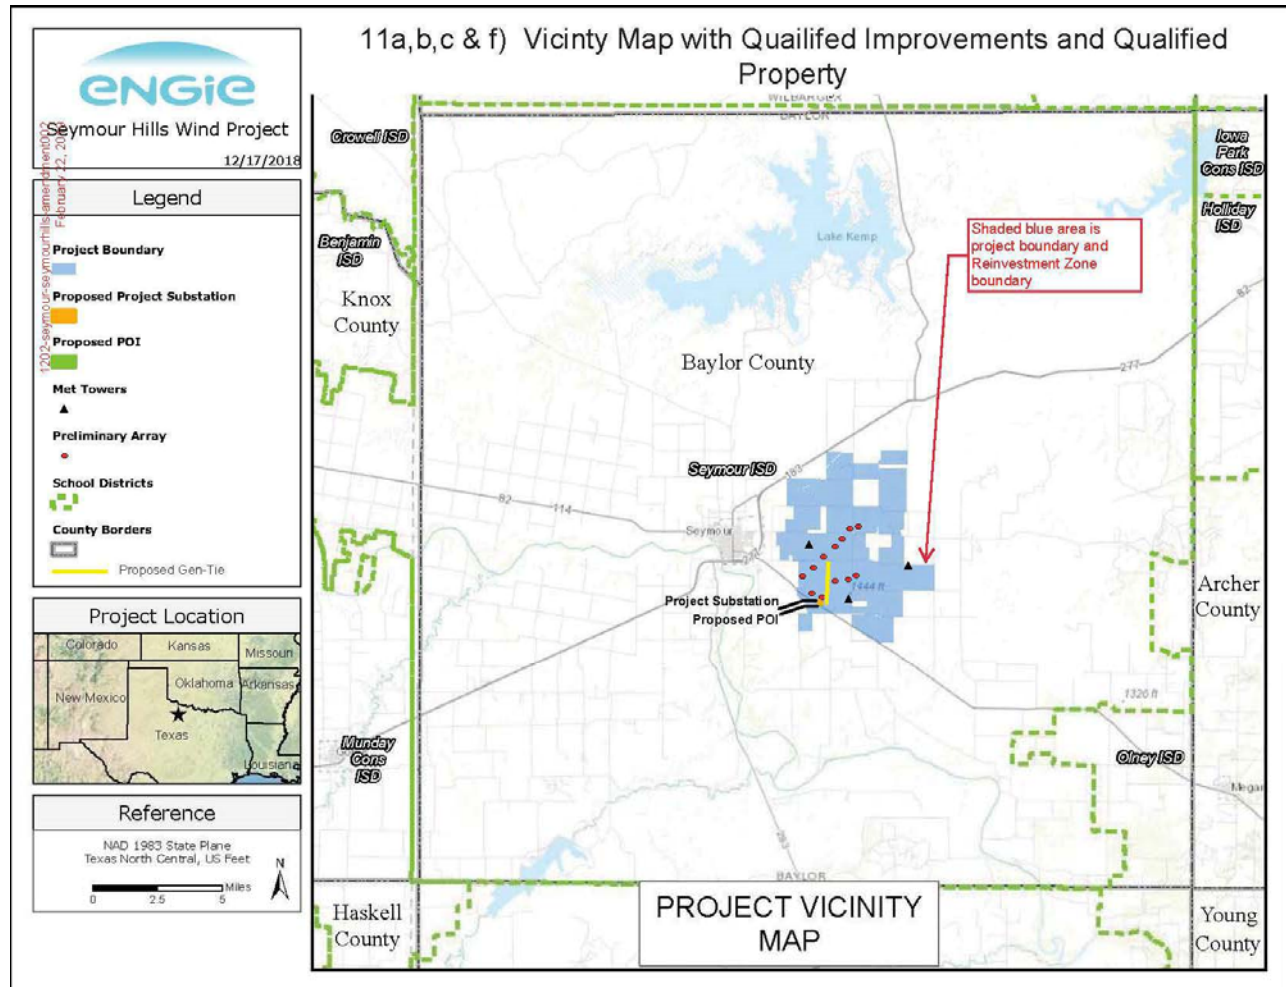 11a,b,c & f)  Vicinty Map with Quailifed Improvements and Qualified
Property
ENGIE
Seymour Hills Wind Project
12/17/2018
1202-seymour-seymourhills-amendment002
Legend
Project Boundary
Proposed Project Substation
Proposed POI
Met Towers
Preliminary Array
School Districts
County Borders
Proposed Gen-Tie
Project Location
Colorado
Kansas
Missouri
New Mexico
Oklahoma
Arkansas
Texas
Louisiana
Reference
NAD 1983 State Plane
Texas North Central, US Feet
N
Miles
0 2.5 5
WILBARGER
BAYLOR
Crowell ISD
Iowa
Park
Cons ISD
Holliday
ISD
Benjamin
ISD
Lake Kemp
Shaded blue area is
project boundary and
Reinvestment Zone
boundary
Knox
County
82
Baylor County
277
Seymour ISD
183
82
114
Seymour
277
1444 ft
Archer
County
Project Substation
Proposed POI
1326 ft
Munday
Cons
ISD
Olney ISD
Megar
283
BAYLOR
Haskell
County
PROJECT VICINITY
MAP
Young
County